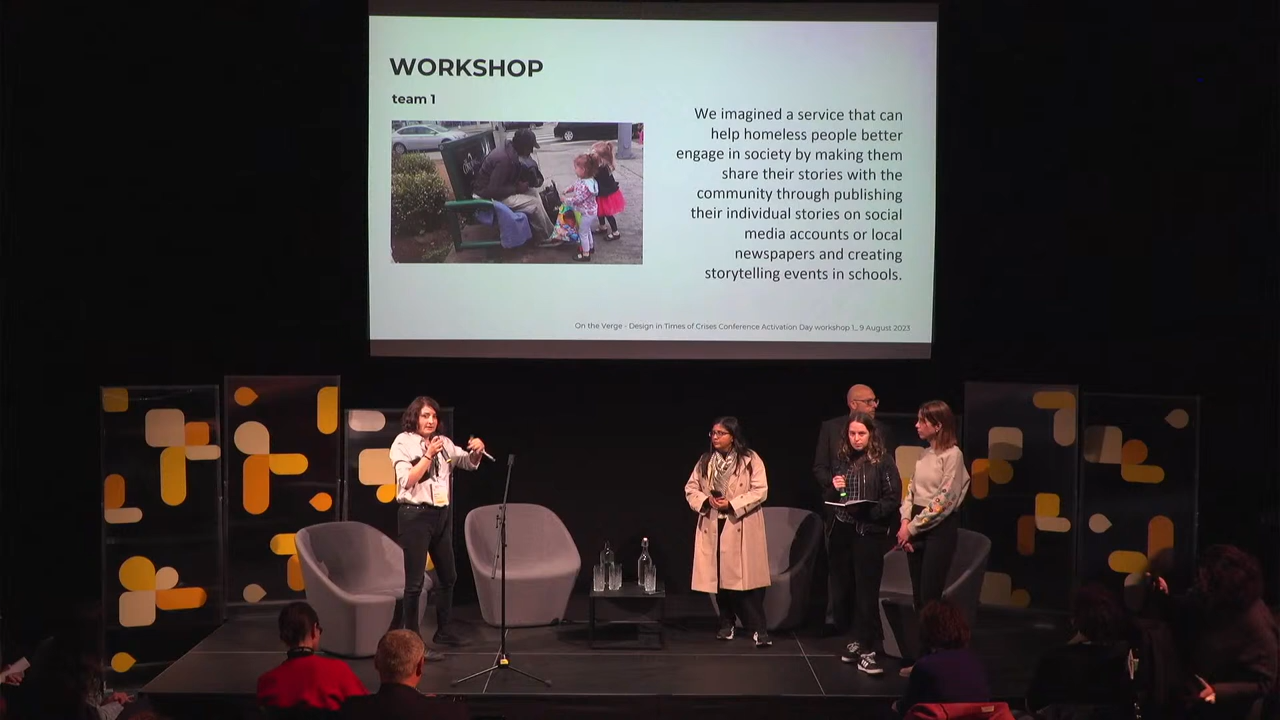 WORKSHOP
team 1
We imagined a service that can
help homeless people better
engage in society by making them
share their stories with the
community through publishing
their individual stories on social
media accounts or local
newspapers and creating
storytelling events in schools.
On the Verge - Design in Times of Crises Conference Activation Day workshop 1_ 9 August 2023